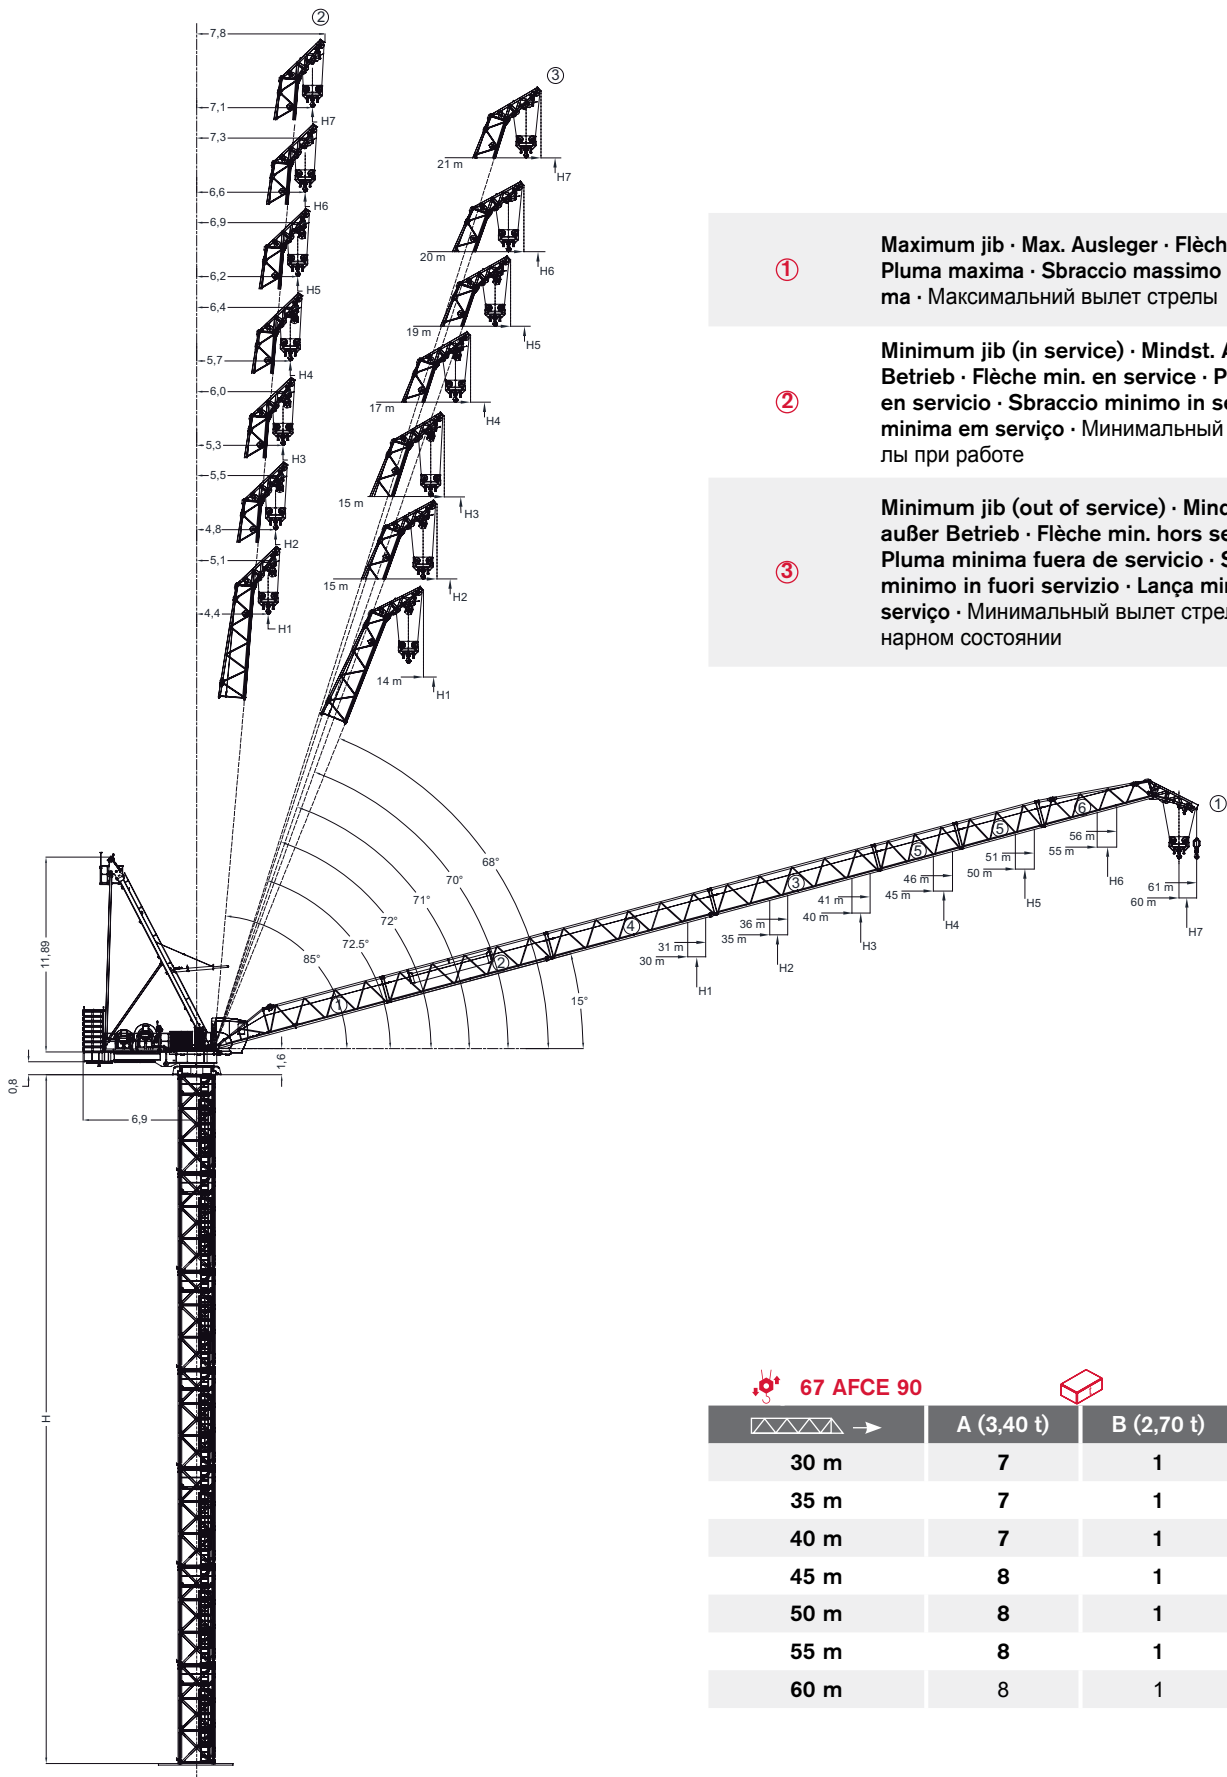 ②
7,8
7,1
H7
7,3
6,6
H6
6,9
6,2
H5
6,4
5,7
H4
6,0
5,3
H3
5,5
4,8
H2
5,1
4,4
H1
③
21 m
H7
20 m
H6
19 m
H5
17 m
H4
15 m
H3
15 m
H2
14 m
H1
① Maximum jib · Max. Ausleger · Flèch
Pluma maxima · Sbraccio massimo
ma · Максимальний вылет стрелы
② Minimum jib (in service) · Mindst. A
Betrieb · Flèche min. en service · P
en servicio · Sbraccio minimo in se
minima em serviço · Минимальный
лы при работе
③ Minimum jib (out of service) · Mind
außer Betrieb · Flèche min. hors se
Pluma minima fuera de servicio · S
minimo in fuori servizio · Lança min
serviço · Минимальный вылет стрел
нарном состоянии
68°
70°
71°
72°
72.5°
85°
15°
①
② ④ ③ ⑤ ⑤ ⑥
①
31 m
30 m
H1
36 m
35 m
H2
41 m
40 m
H3
46 m
45 m
H4
51 m
50 m
H5
56 m
55 m
H6
61 m
60 m
H7
11,89
0,8
1,6
6,9
H
67 AFCE 90
A (3,40 t) B (2,70 t)
30 m 7 1
35 m 7 1
40 m 7 1
45 m 8 1
50 m 8 1
55 m 8 1
60 m 8 1